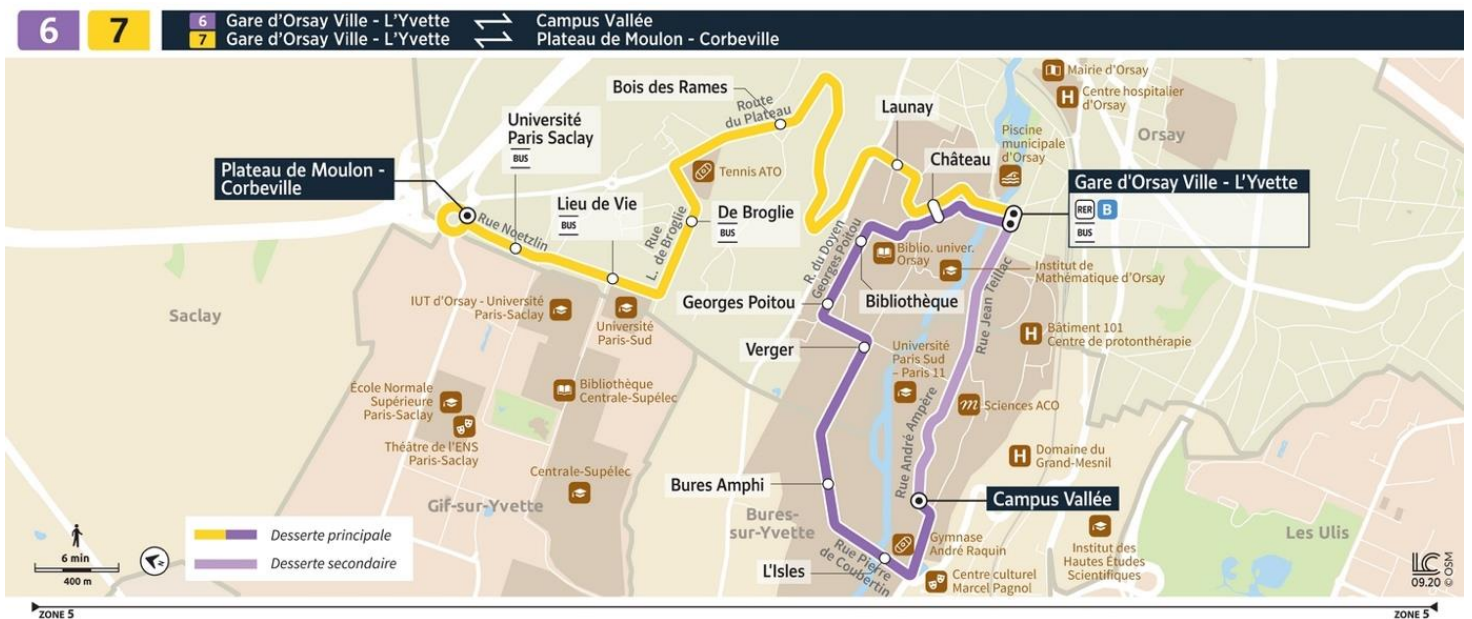 6 7
6 Gare d'Orsay Ville - L'Yvette Campus Vallée
7 Gare d'Orsay Ville - L'Yvette Plateau de Moulon - Corbeville
Mairie d'Orsay
Centre hospitalier
d'Orsay
Orsay
Bois des Rames
Route
du Plateau
Launay
Université
Paris Saclay
BUS
Piscine
municipale
d'Orsay
Château
Plateau de Moulon -
Corbeville
Tennis ATO
Gare d'Orsay Ville - L'Yvette
RER B
BUS
Lieu de Vie
BUS
De Broglie
BUS
Rue Noetzlin
Rue
L. de Broglie
R. du Doyen
Georges Poitou
Biblio. univer.
Orsay
Institut de
Mathématique d'Orsay
Rue Jean Teillac
Georges Poitou
Bibliothèque
IUT d'Orsay - Université
Paris-Saclay
Université
Paris-Sud
Saclay
Bâtiment 101
Centre de protonthérapie
Verger
Université
Paris Sud
– Paris 11
École Normale
Supérieure
Paris-Saclay
Bibliothèque
Centrale-Supélec
Sciences ACO
Théâtre de l'ENS
Paris-Saclay
Rue André Ampère
Domaine du
Grand-Mesnil
Centrale-Supélec
Bures Amphi
Campus Vallée
Gif-sur-Yvette
Bures-
sur-Yvette
Les Ulis
Desserte principale
Desserte secondaire
6 min
400 m
Rue Pierre
de Coubertin
Gymnase
André Raquin
L'Isles
Centre culturel
Marcel Pagnol
Institut des
Hautes Études
Scientifiques
LC
09.20 © OSM
ZONE 5 ZONE 5